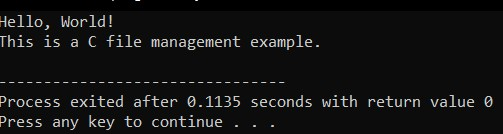 Hello, World!
This is a C file management example.
--------------------------------
Process exited after 0.1135 seconds with return value 0
Press any key to continue . . .